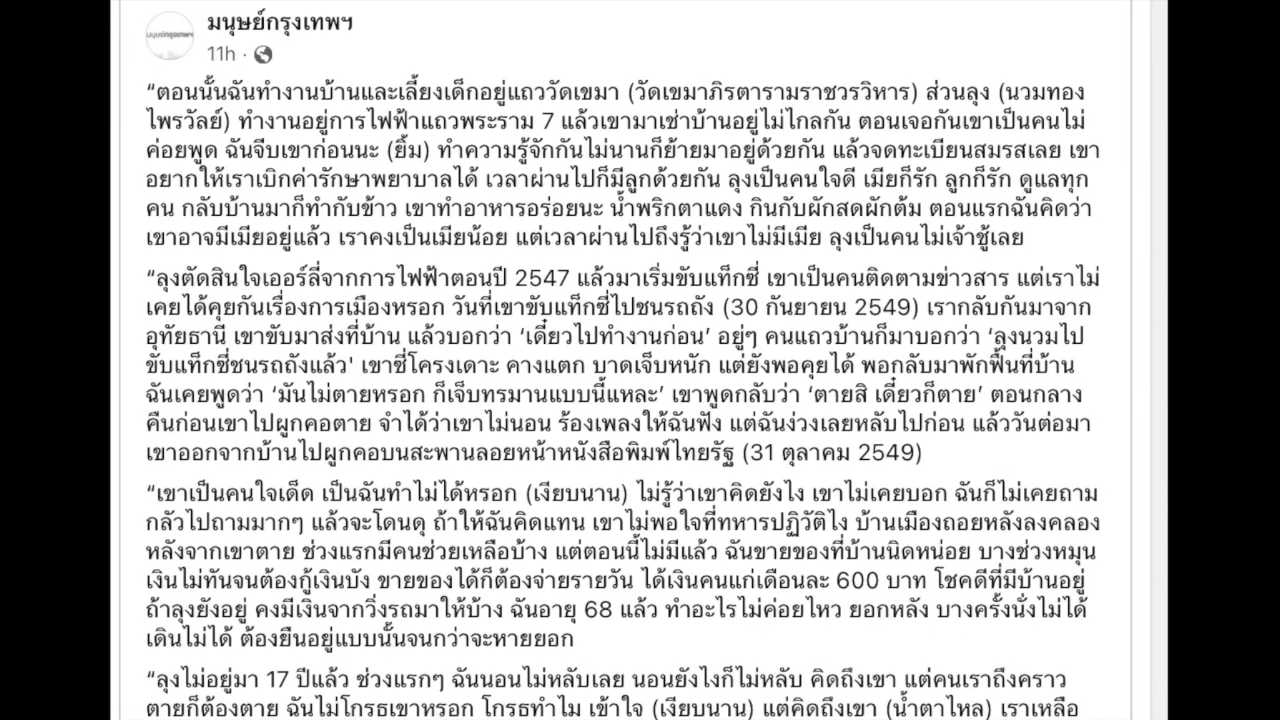 มนุษย์กรุงเทพฯ
11h ·
“ตอนนั้นฉันทำงานบ้านและเลี้ยงเด็กอยู่แถววัดเขมา (วัดเขมาภิรตารามราชวรวิหาร) ส่วนลุง (นวมทอง
ไพรวัลย์) ทำงานอยู่การไฟฟ้าแถวพระราม 7 แล้วเขามาเช่าบ้านอยู่ไม่ไกลกัน ตอนเจอกันเขาเป็นคนไม่
ค่อยพูด ฉันจีบเขาก่อนนะ (ยิ้ม) ทำความรู้จักกันไม่นานก็ย้ายมาอยู่ด้วยกัน แล้วจดทะเบียนสมรสเลย เขา
อยากให้เราเบิกค่ารักษาพยาบาลได้ เวลาผ่านไปก็มีลูกด้วยกัน ลุงเป็นคนใจดี เมียก็รัก ลูกก็รัก ดูแลทุก
คน กลับบ้านมาก็ทำกับข้าว เขาทำอาหารอร่อยนะ น้ำพริกตาแดง กินกับผักสดผักต้ม ตอนแรกฉันคิดว่า
เขาอาจมีเมียอยู่แล้ว เราคงเป็นเมียน้อย แต่เวลาผ่านไปถึงรู้ว่าเขาไม่มีเมีย ลุงเป็นคนไม่เจ้าชู้เลย
“ลุงตัดสินใจเออร์ลี่จากการไฟฟ้าตอนปี 2547 แล้วมาเริ่มขับแท็กซี่ เขาเป็นคนติดตามข่าวสาร แต่เราไม่
เคยได้คุยกันเรื่องการเมืองหรอก วันที่เขาขับแท็กซี่ไปชนรถถัง (30 กันยายน 2549) เรากลับกันมาจาก
อุทัยธานี เขาขับมาส่งที่บ้าน แล้วบอกว่า ‘เดี๋ยวไปทำงานก่อน’ อยู่ๆ คนแถวบ้านก็มาบอกว่า ‘ลุงนวมไป
ขับแท็กซี่ชนรถถังแล้ว' เขาซี่โครงเดาะ คางแตก บาดเจ็บหนัก แต่ยังพอคุยได้ พอกลับมาพักฟื้นที่บ้าน
ฉันเคยพูดว่า ‘มันไม่ตายหรอก ก็เจ็บทรมานแบบนี้แหละ’ เขาพูดกลับว่า ‘ตายสิ เดี๋ยวก็ตาย’ ตอนกลาง
คืนก่อนเขาไปผูกคอตาย จำได้ว่าเขาไม่นอน ร้องเพลงให้ฉันฟัง แต่ฉันง่วงเลยหลับไปก่อน แล้ววันต่อมา
เขาออกจากบ้านไปผูกคอบนสะพานลอยหน้าหนังสือพิมพ์ไทยรัฐ (31 ตุลาคม 2549)
“เขาเป็นคนใจเด็ด เป็นฉันทำไม่ได้หรอก (เงียบนาน) ไม่รู้ว่าเขาคิดยังไง เขาไม่เคยบอก ฉันก็ไม่เคยถาม
กลัวไปถามมากๆ แล้วจะโดนดุ ถ้าให้ฉันคิดแทน เขาไม่พอใจที่ทหารปฏิวัติไง บ้านเมืองถอยหลังลงคลอง
หลังจากเขาตาย ช่วงแรกมีคนช่วยเหลือบ้าง แต่ตอนนี้ไม่มีแล้ว ฉันขายของที่บ้านนิดหน่อย บางช่วงหมุน
เงินไม่ทันจนต้องกู้เงินบัง ขายของได้ก็ต้องจ่ายรายวัน ได้เงินคนแก่เดือนละ 600 บาท โชคดีที่มีบ้านอยู่
ถ้าลุงยังอยู่ คงมีเงินจากวิ่งรถมาให้บ้าง ฉันอายุ 68 แล้ว ทำอะไรไม่ค่อยไหว ยอกหลัง บางครั้งนั่งไม่ได้
เดินไม่ได้ ต้องยืนอยู่แบบนั้นจนกว่าจะหายยอก
“ลุงไม่อยู่มา 17 ปีแล้ว ช่วงแรกๆ ฉันนอนไม่หลับเลย นอนยังไงก็ไม่หลับ คิดถึงเขา แต่คนเราถึงคราว
ตายก็ต้องตาย ฉันไม่โกรธเขาหรอก โกรธทำไม เข้าใจ (เงียบนาน) แต่คิดถึงเขา (น้ำตาไหล) เราเหลือ